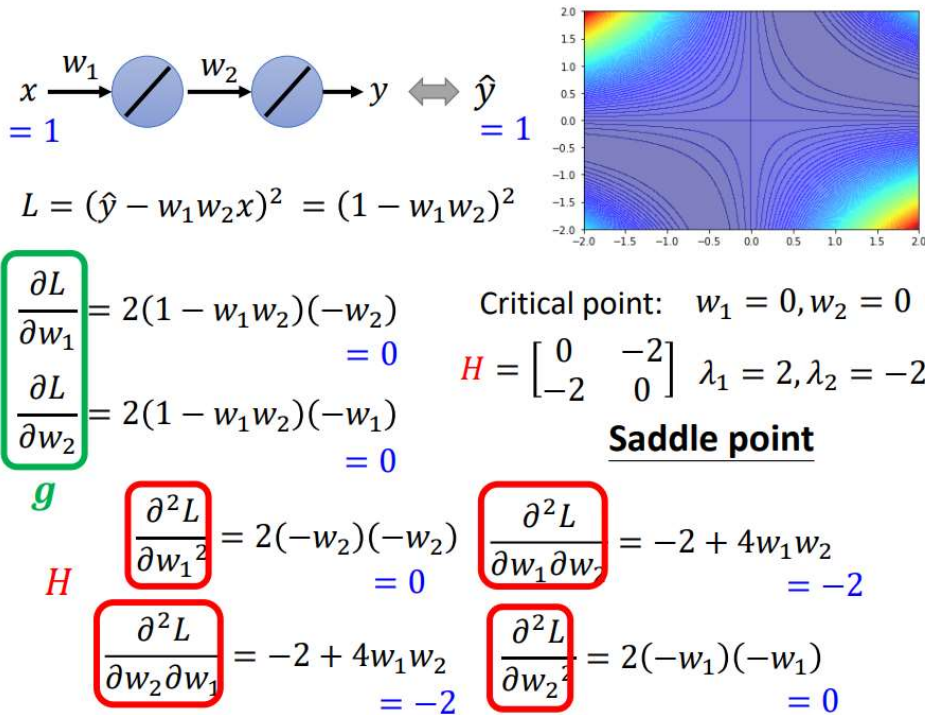 x w₁ w₂ y ŷ
= 1 = 1
L = (ŷ − w₁w₂x)² = (1 − w₁w₂)²
2.0
1.5
1.0
0.5
0.0
−0.5
−1.0
−1.5
−2.0
−2.0 −1.5 −1.0 −0.5 0.0 0.5 1.0 1.5 2.0
∂L/∂w₁ = 2(1 − w₁w₂)(−w₂)
= 0
∂L/∂w₂ = 2(1 − w₁w₂)(−w₁)
= 0
g
Critical point: w₁ = 0, w₂ = 0
H = [0 −2
−2 0] λ₁ = 2, λ₂ = −2
Saddle point
H
∂²L/∂w₁² = 2(−w₂)(−w₂)
= 0
∂²L/∂w₁∂w₂ = −2 + 4w₁w₂
= −2
∂²L/∂w₂∂w₁ = −2 + 4w₁w₂
= −2
∂²L/∂w₂² = 2(−w₁)(−w₁)
= 0